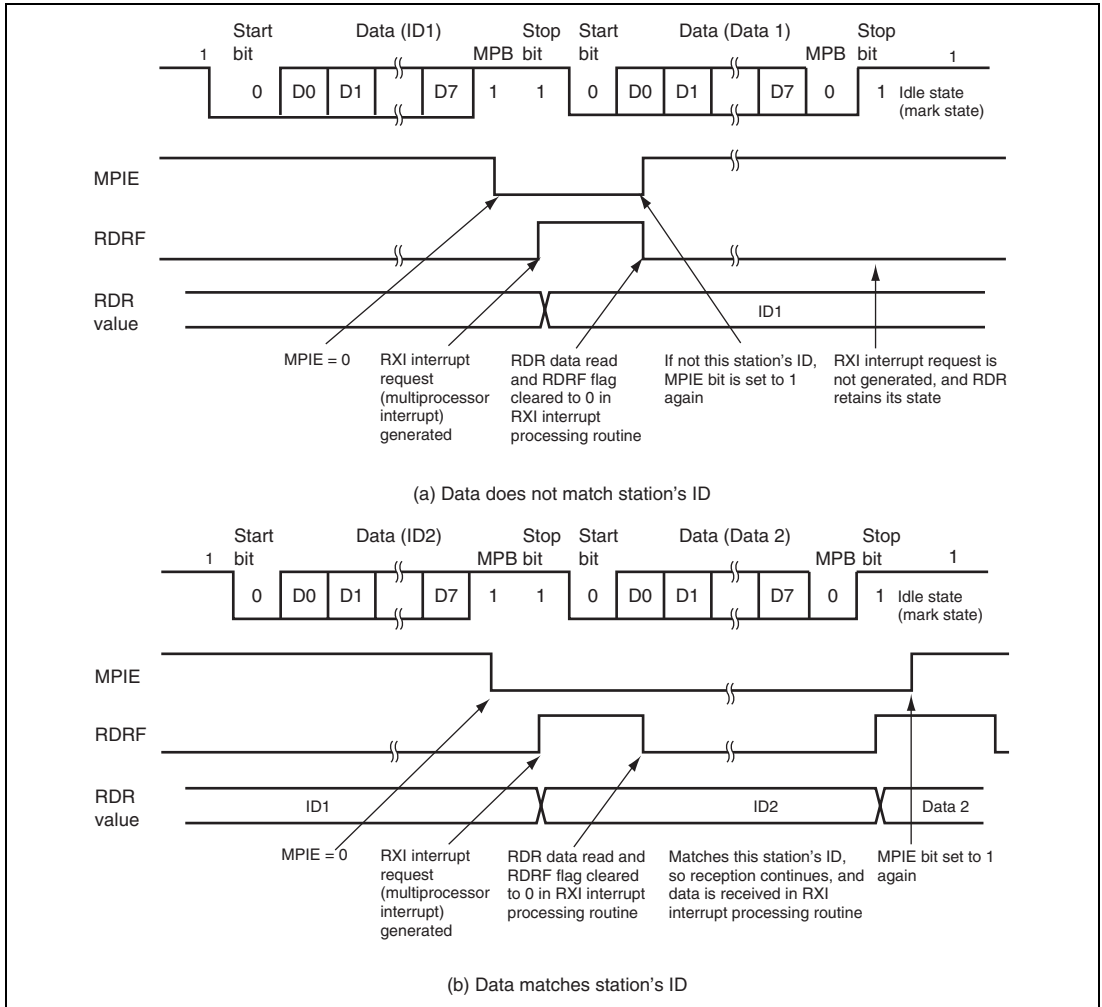 Start Data (ID1) Stop Start Data (Data 1) Stop
1 bit MPB bit bit MPB bit 1
0 D0 D1 D7 1 1 0 D0 D1 D7 0 1 Idle state
(mark state)
MPIE
RDRF
RDR
value
ID1
MPIE = 0
RXI interrupt
request
(multiprocessor
interrupt)
generated
RDR data read
and RDRF flag
cleared to 0 in
RXI interrupt
processing routine
If not this station's ID,
MPIE bit is set to 1
again
RXI interrupt request is
not generated, and RDR
retains its state
(a) Data does not match station's ID
Start Data (ID2) Stop Start Data (Data 2) Stop
1 bit MPB bit bit MPB bit 1
0 D0 D1 D7 1 1 0 D0 D1 D7 0 1 Idle state
(mark state)
MPIE
RDRF
RDR
value
ID1 ID2 Data 2
MPIE = 0
RXI interrupt
request
(multiprocessor
interrupt)
generated
RDR data read and
RDRF flag cleared
to 0 in RXI interrupt
processing routine
Matches this station's ID,
so reception continues, and
data is received in RXI
interrupt processing routine
MPIE bit set to 1
again
(b) Data matches station's ID